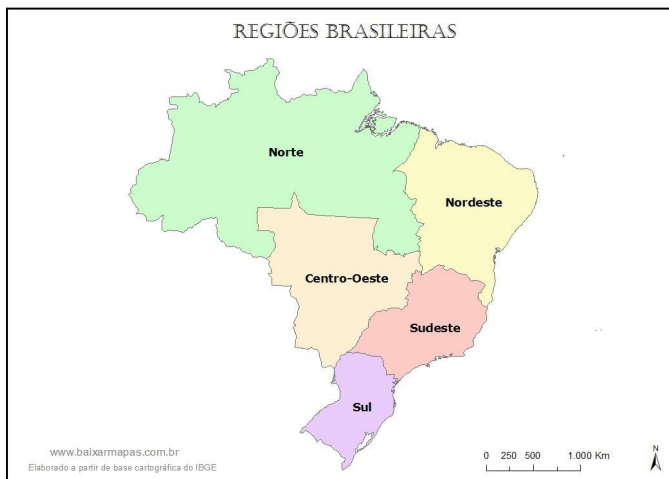 REGIÕES BRASILEIRAS
Norte
Nordeste
Centro-Oeste
Sudeste
Sul
www.baixarmapas.com.br
Elaborado a partir de base cartográfica do IBGE
0 250 500 1.000 Km
N